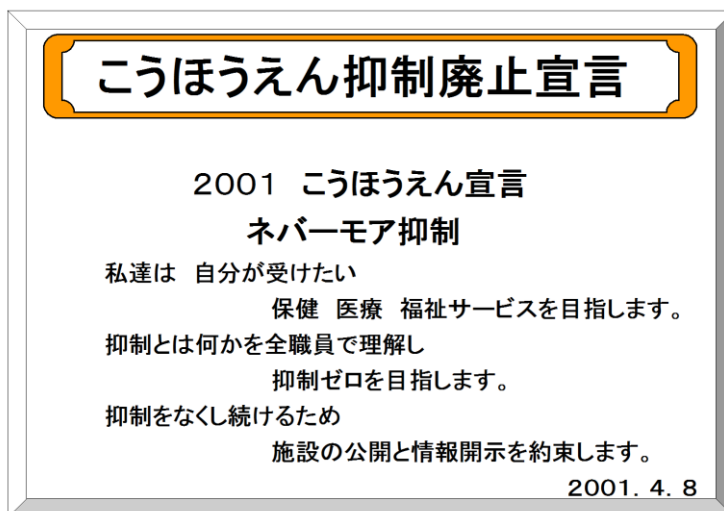 こうほうえん抑制廃止宣言
2001 こうほうえん宣言
ネバーモア抑制
私達は 自分が受けたい
保健 医療 福祉サービスを目指します。
抑制とは何かを全職員で理解し
抑制ゼロを目指します。
抑制をなくし続けるため
施設の公開と情報開示を約束します。
2001.4.8